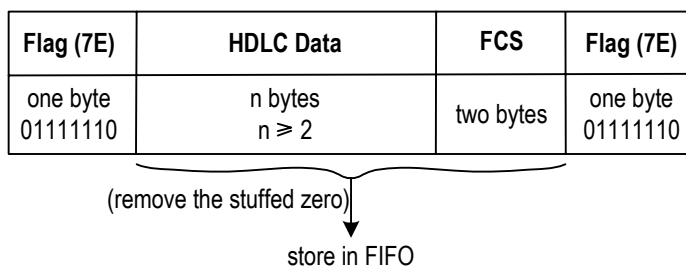 Flag (7E) HDLC Data FCS Flag (7E)
one byte n bytes two bytes one byte
01111110 n ⩾ 2 01111110
(remove the stuffed zero)
store in FIFO